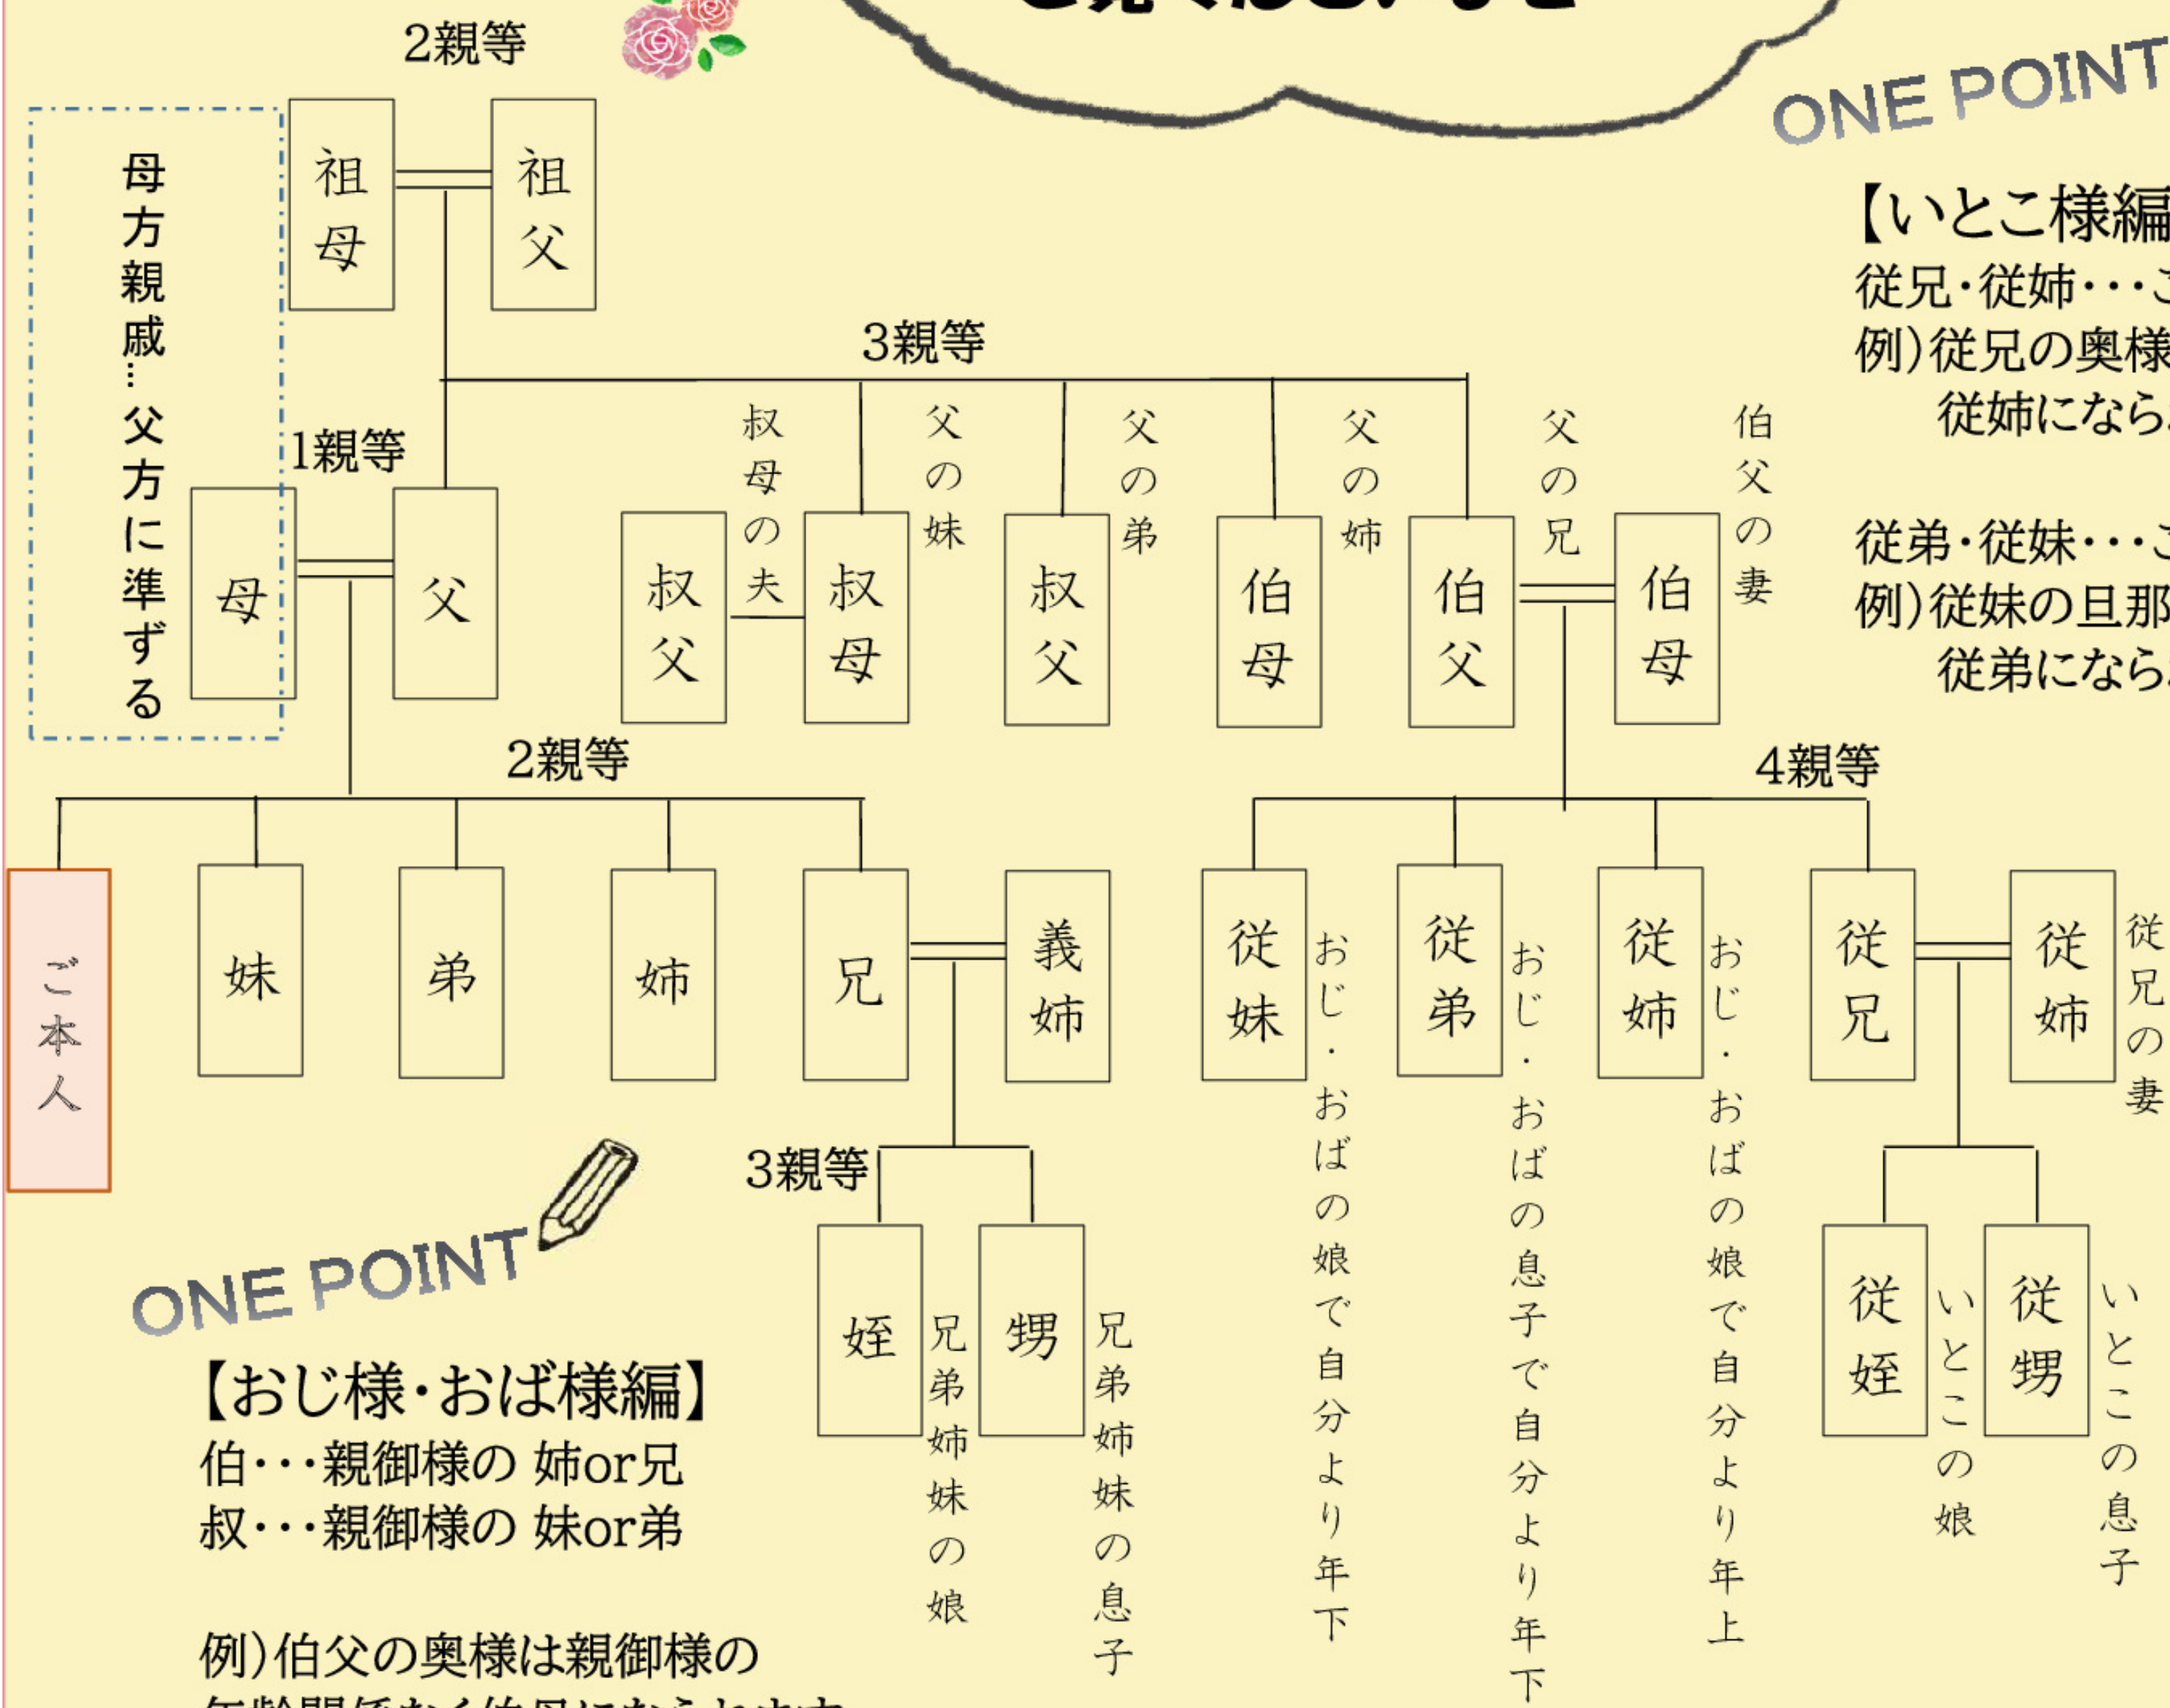 2親等
ONE POINT
母方親戚…父方に準ずる
祖母
祖父
【いとこ様編
従兄・従姉・・・こ
例）従兄の奥様
従姉になら
3親等
1親等
叔母の夫
父の妹
父の弟
父の姉
父の兄
伯父の妻
従弟・従妹・・・こ
例）従妹の旦那
従弟になら
母
父
叔父
叔母
叔父
伯母
伯父
伯母
2親等
4親等
ご本人
妹
弟
姉
兄
義姉
従妹
おじ・おばの娘で自分より年下
従弟
おじ・おばの息子で自分より年下
従姉
おじ・おばの娘で自分より年上
従兄
従姉
従兄の妻
3親等
姪
兄弟姉妹の娘
甥
兄弟姉妹の息子
従姪
いとこの娘
従甥
いとこの息子
ONE POINT
【おじ様・おば様編】
伯・・・親御様の 姉or兄
叔・・・親御様の 妹or弟
例）伯父の奥様は親御様の